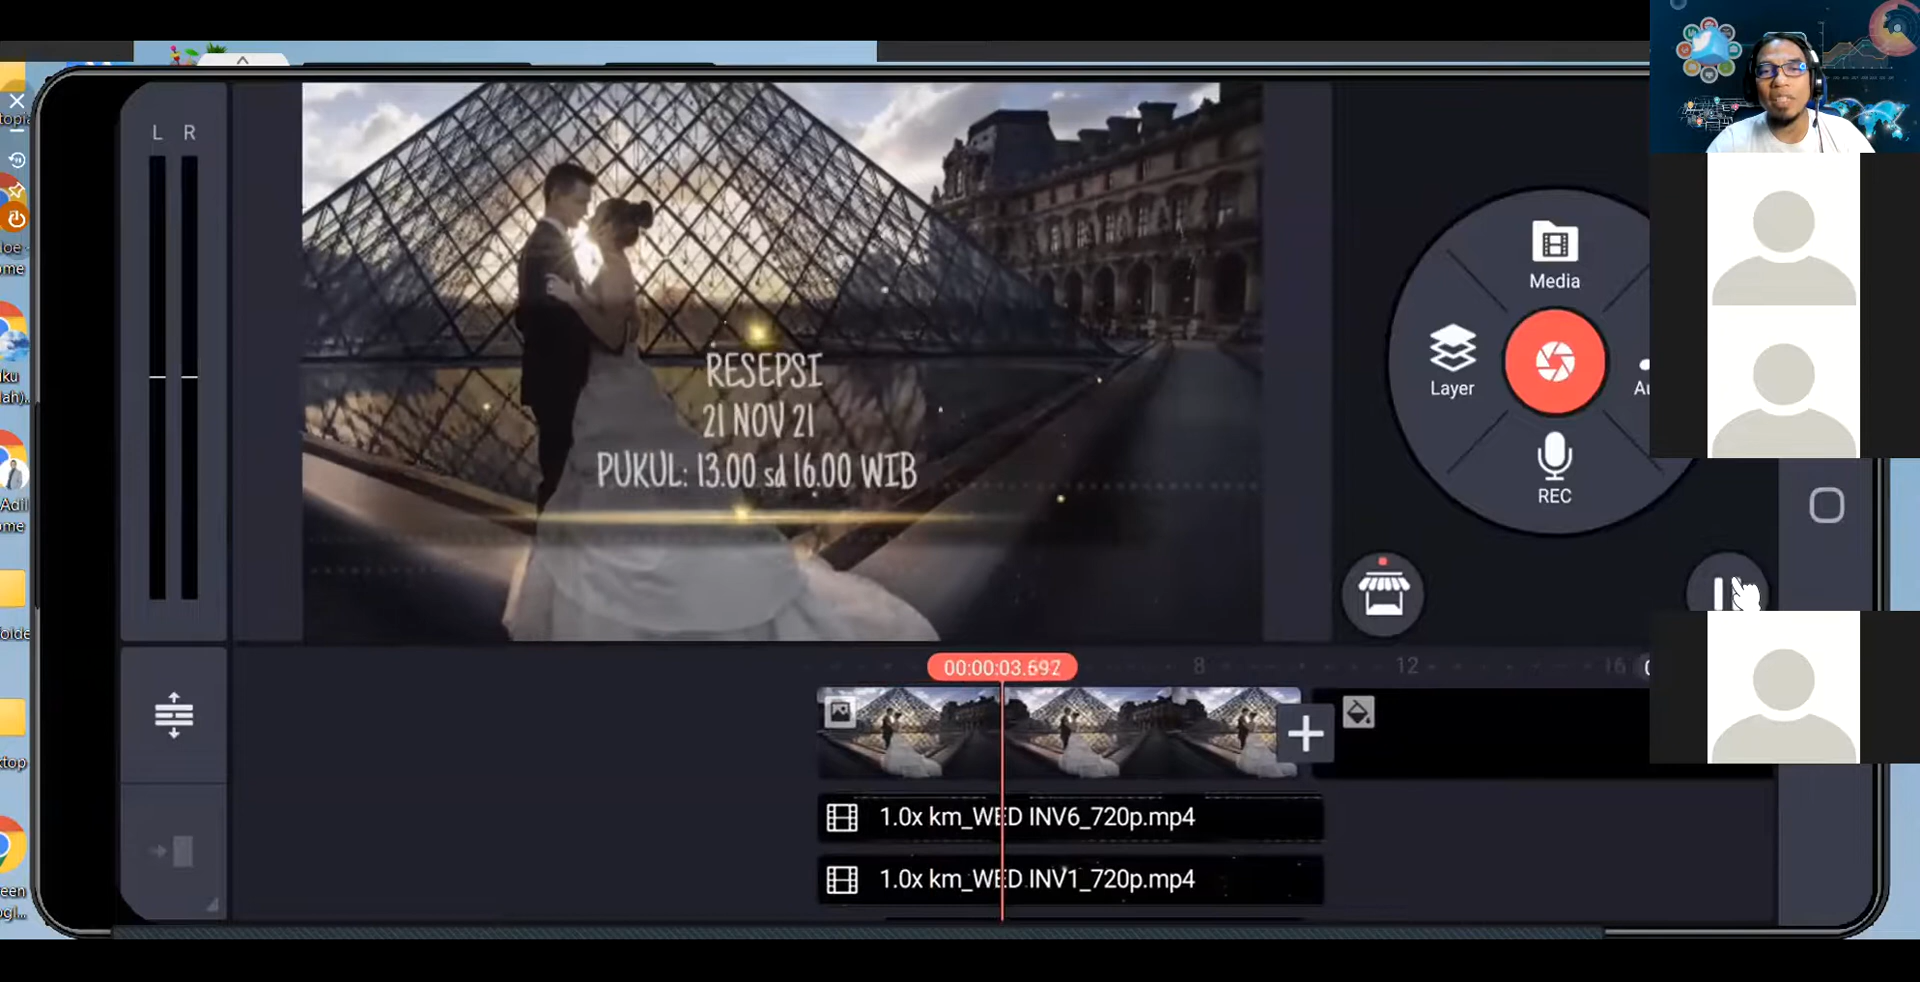 L R
RESEPSI
21 NOV 21
PUKUL: 13.00 sd 16.00 WIB
Media
Layer
REC
00:00:03.692
8
12
16
1.0x km_WED INV6_720p.mp4
1.0x km_WED INV1_720p.mp4